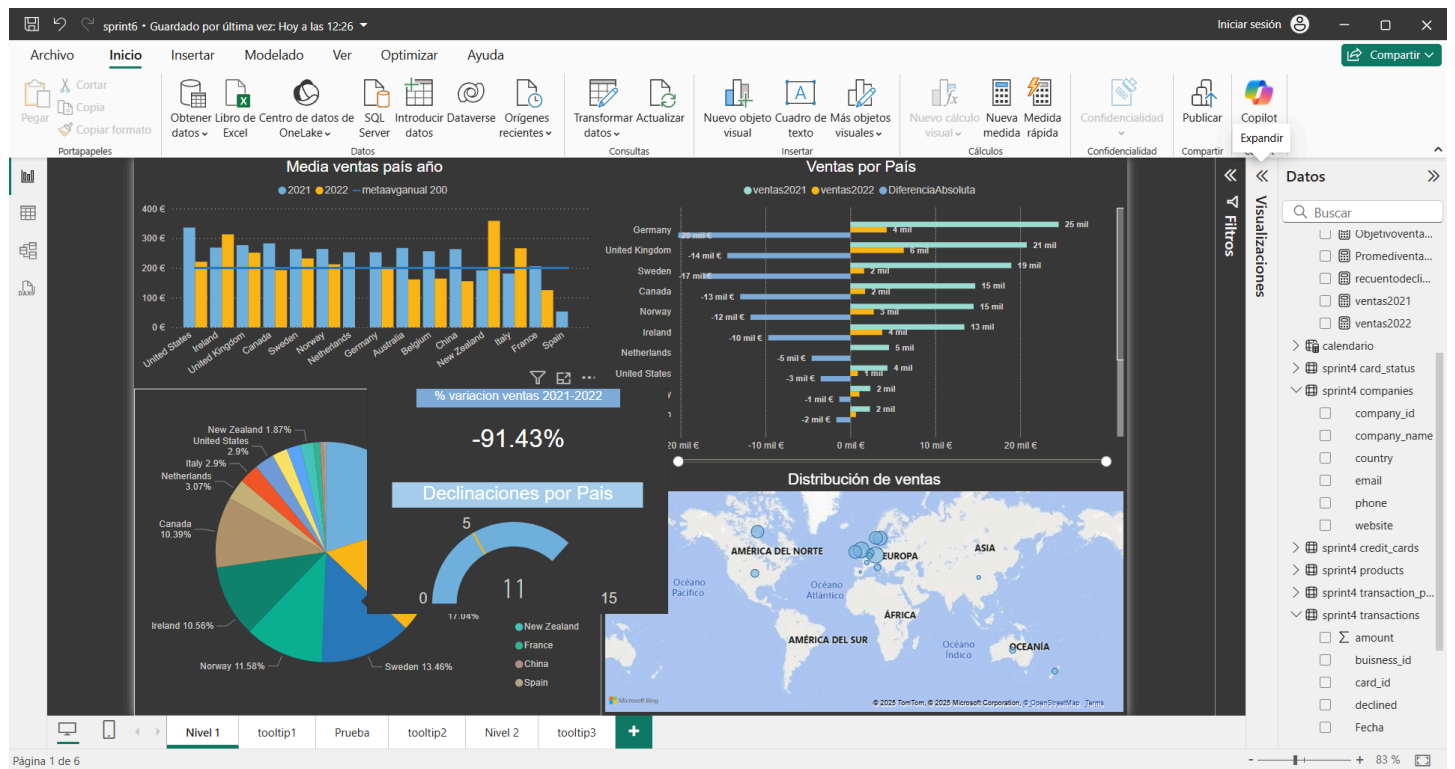 sprint6 • Guardado por última vez: Hoy a las 12:26
Iniciar sesión
Archivo Inicio Insertar Modelado Ver Optimizar Ayuda
Compartir
Pegar
Cortar
Copia
Copiar formato
Portapapeles
Obtener datos
Libro de Excel
Centro de datos de OneLake
SQL Server
Introducir datos
Dataverse
Orígenes recientes
Datos
Transformar datos
Actualizar
Consultas
Nuevo objeto visual
Cuadro de texto
Más objetos visuales
Insertar
Nuevo cálculo visual
Nueva medida
Medida rápida
Cálculos
Confidencialidad
Confidencialidad
Publicar
Compartir
Copilot
Expandir
Media ventas país año
2021 2022 metaavganual 200
400 €
300 €
200 €
100 €
0 €
United States
Ireland
United Kingdom
Canada
Sweden
Norway
Netherlands
Germany
Australia
Belgium
China
New Zealand
Italy
France
Spain
Ventas por País
ventas2021 ventas2022 DiferenciaAbsoluta
Germany -20 mil € 4 mil 25 mil
United Kingdom -14 mil € 6 mil 21 mil
Sweden -17 mil € 2 mil 19 mil
Canada -13 mil € 2 mil 15 mil
Norway -12 mil € 3 mil 15 mil
Ireland -10 mil € 4 mil 13 mil
Netherlands -5 mil € 5 mil
United States -3 mil € 1 mil 4 mil
-1 mil € 2 mil
-2 mil € 2 mil
20 mil € -10 mil € 0 mil € 10 mil € 20 mil €
New Zealand 1.87%
United States
2.9%
Italy 2.9%
Netherlands
3.07%
Canada
10.39%
Ireland 10.56%
Norway 11.58%
Sweden 13.46%
17.04%
New Zealand
France
China
Spain
% variacion ventas 2021-2022
-91.43%
Declinaciones por Pais
5
0
11
15
Distribución de ventas
AMÉRICA DEL NORTE
EUROPA
ASIA
Océano
Pacífico
Océano
Atlántico
ÁFRICA
AMÉRICA DEL SUR
Océano
Índico
OCEANÍA
Microsoft Bing
© 2025 TomTom, © 2025 Microsoft Corporation, © OpenStreetMap Terms
Filtros
Visualizaciones
Datos
Buscar
Objetivoventa...
Promediventa...
recuentodecli...
ventas2021
ventas2022
calendario
sprint4 card_status
sprint4 companies
company_id
company_name
country
email
phone
website
sprint4 credit_cards
sprint4 products
sprint4 transaction_p...
sprint4 transactions
amount
buisness_id
card_id
declined
Fecha
Nivel 1 tooltip1 Prueba tooltip2 Nivel 2 tooltip3
Página 1 de 6
83 %